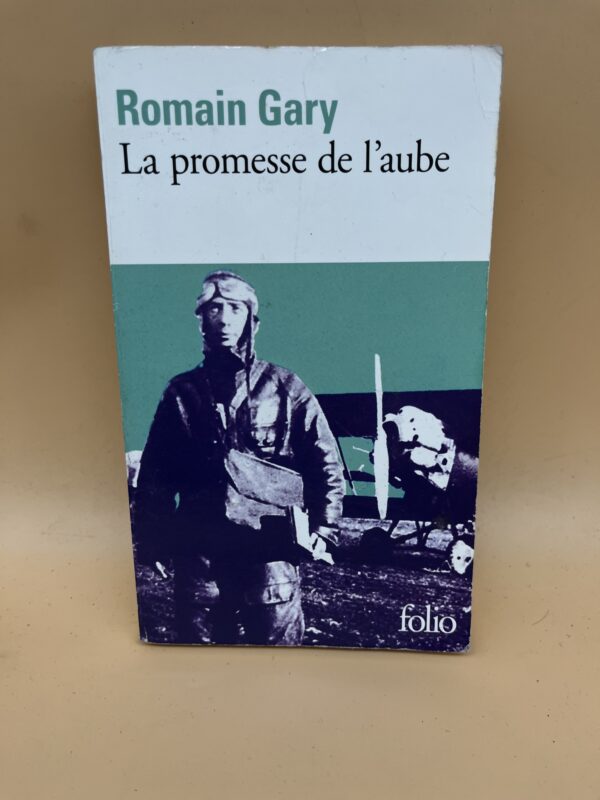 Romain Gary
La promesse de l'aube
folio